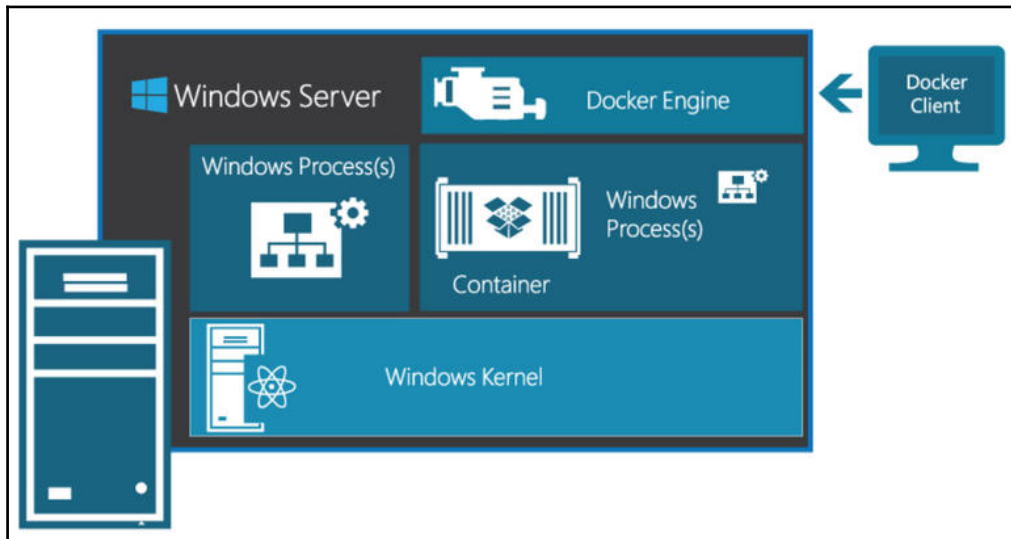 Windows Server
Docker Engine
Docker
Client
Windows Process(s)
Windows
Process(s)
Container
Windows Kernel